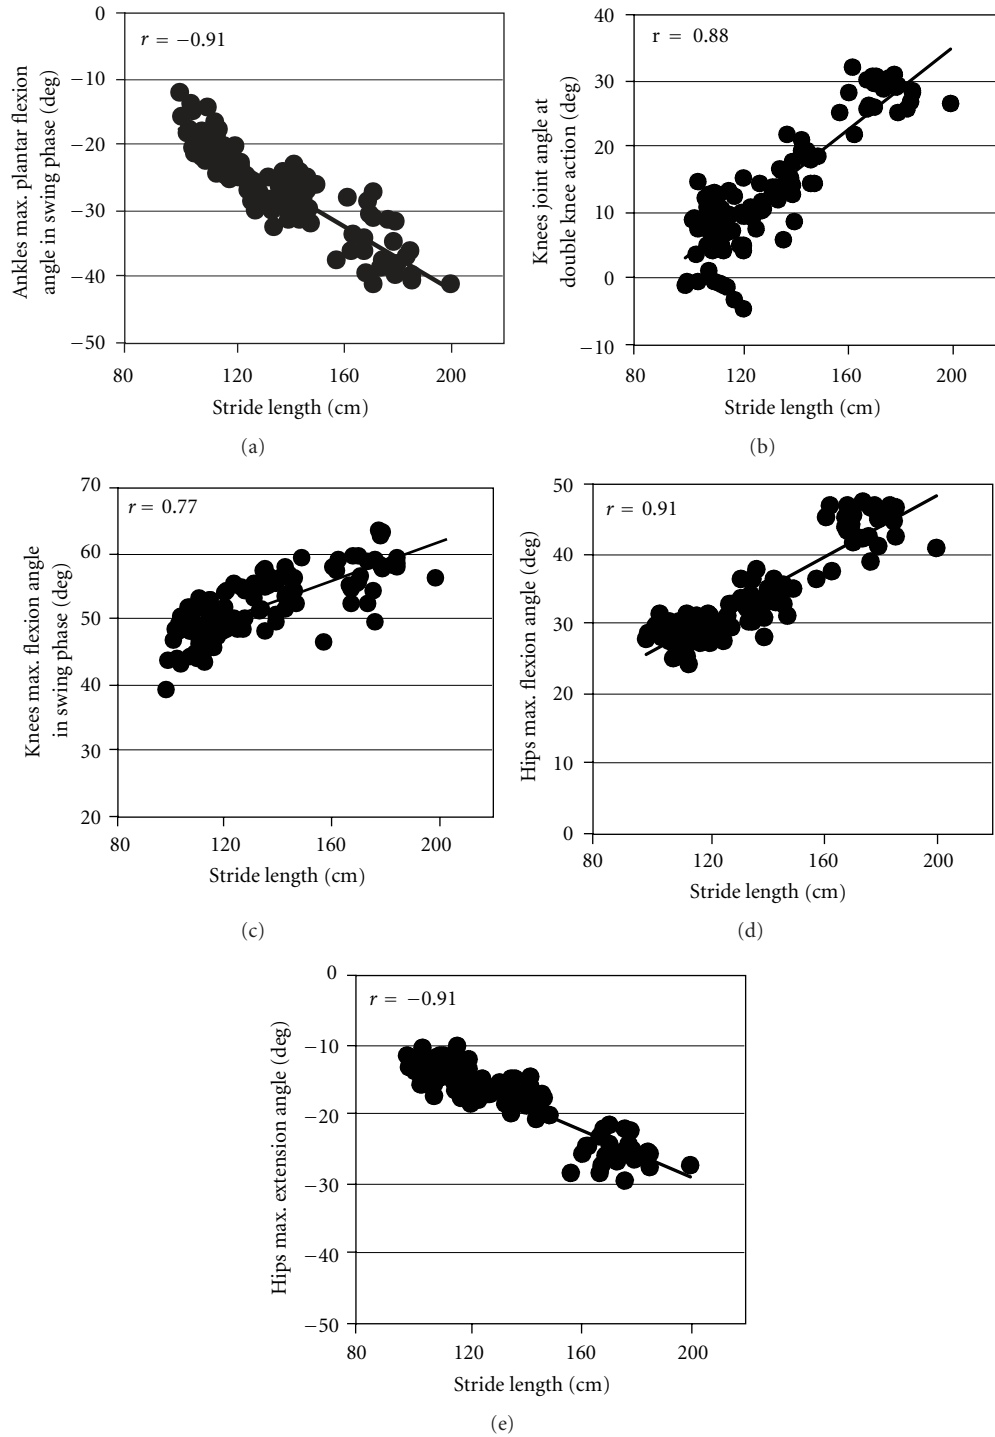 0
−10
−20
−30
−40
−50
r = −0.91
Ankles max. plantar flexion
angle in swing phase (deg)
80 120 160 200
Stride length (cm)
(a)
40
30
20
10
0
−10
r = 0.88
Knees joint angle at
double knee action (deg)
80 120 160 200
Stride length (cm)
(b)
70
60
50
40
30
20
r = 0.77
Knees max. flexion angle
in swing phase (deg)
80 120 160 200
Stride length (cm)
(c)
50
40
30
20
10
0
r = 0.91
Hips max. flexion angle (deg)
80 120 160 200
Stride length (cm)
(d)
0
−10
−20
−30
−40
−50
r = −0.91
Hips max. extension angle (deg)
80 120 160 200
Stride length (cm)
(e)